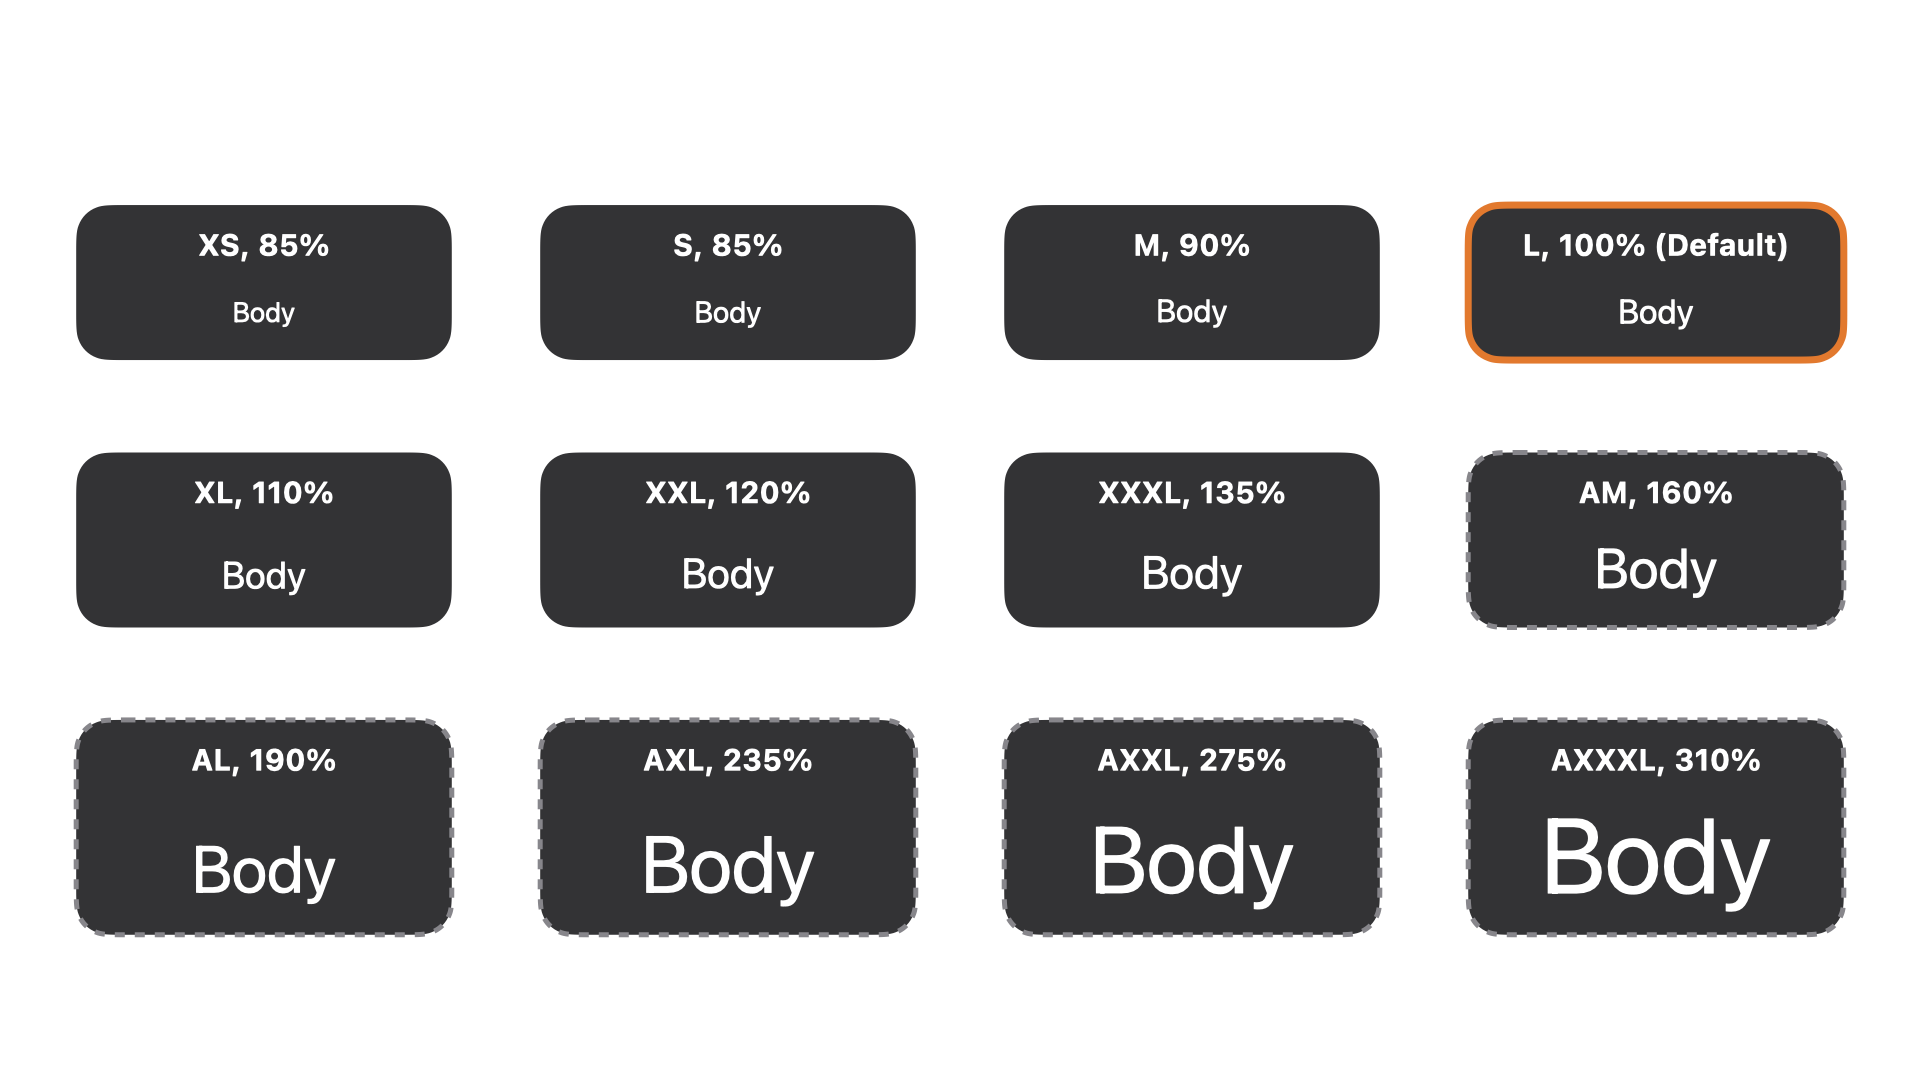 XS, 85%
Body
S, 85%
Body
M, 90%
Body
L, 100% (Default)
Body
XL, 110%
Body
XXL, 120%
Body
XXXL, 135%
Body
AM, 160%
Body
AL, 190%
Body
AXL, 235%
Body
AXXL, 275%
Body
AXXXL, 310%
Body